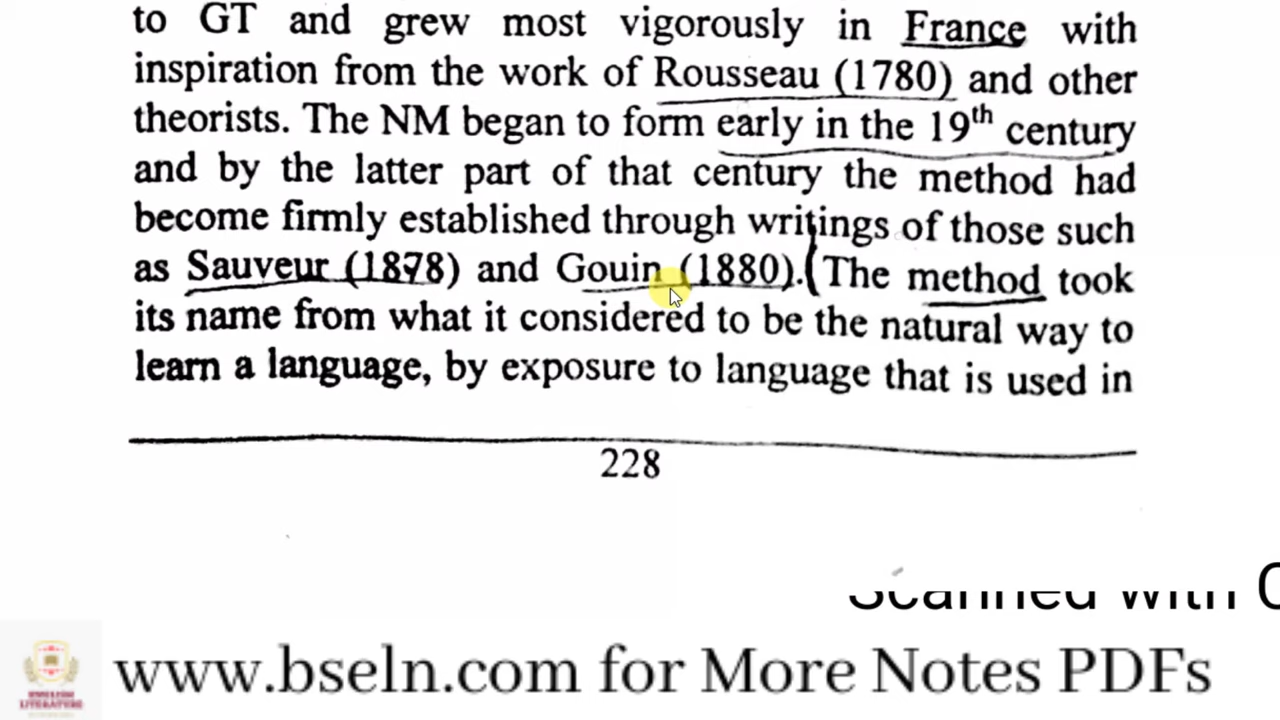 to GT and grew most vigorously in France with
inspiration from the work of Rousseau (1780) and other
theorists. The NM began to form early in the 19th century
and by the latter part of that century the method had
become firmly established through writings of those such
as Sauveur (1878) and Gouin (1880). (The method took
its name from what it considered to be the natural way to
learn a language, by exposure to language that is used in
228
Scanned with
www.bseln.com for More Notes PDFs
ENGLISH
LITERATURE